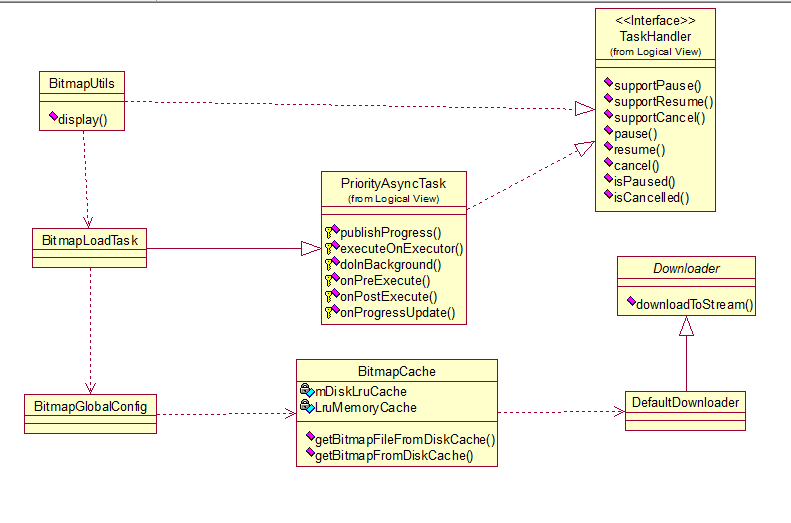 <<Interface>>
TaskHandler
(from Logical View)
supportPause()
supportResume()
supportCancel()
pause()
resume()
cancel()
isPaused()
isCancelled()
BitmapUtils
display()
PriorityAsyncTask
(from Logical View)
publishProgress()
executeOnExecutor()
doInBackground()
onPreExecute()
onPostExecute()
onProgressUpdate()
BitmapLoadTask
Downloader
downloadToStream()
BitmapCache
mDiskLruCache
LruMemoryCache
getBitmapFileFromDiskCache()
getBitmapFromDiskCache()
BitmapGlobalConfig
DefaultDownloader